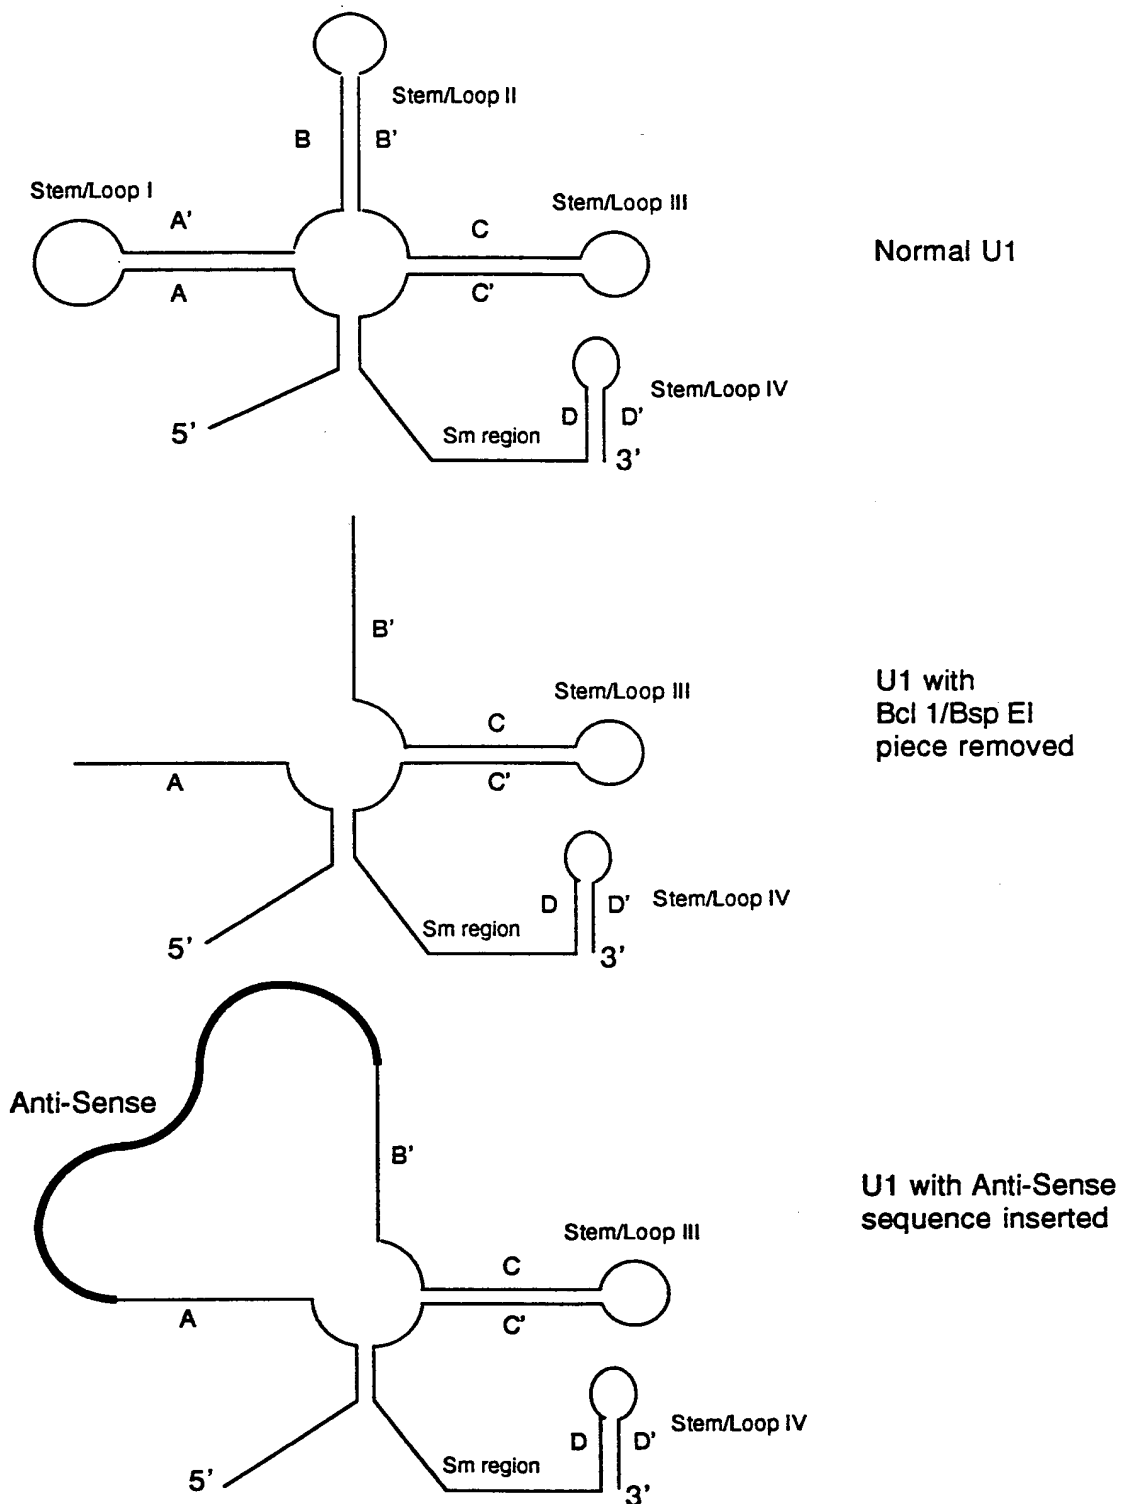 Stem/Loop II
B B'
Stem/Loop I
A'
Stem/Loop III
C
Normal U1
A
C'
Stem/Loop IV
D D'
5'
Sm region
3'
B'
Stem/Loop III
U1 with
Bcl 1/Bsp EI
piece removed
C
A
C'
Stem/Loop IV
D D'
Sm region
5'
3'
Anti-Sense
B'
U1 with Anti-Sense
sequence inserted
Stem/Loop III
C
A
C'
Stem/Loop IV
D D'
Sm region
5'
3'